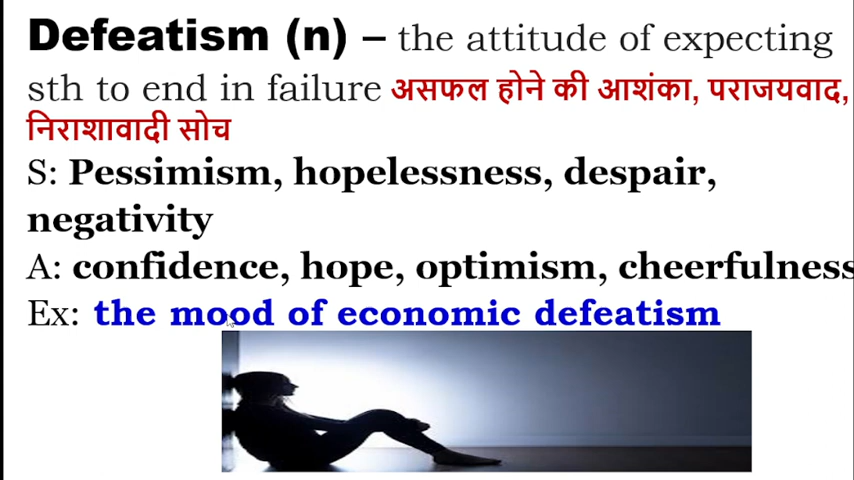 Defeatism (n) – the attitude of expecting
sth to end in failure असफल होने की आशंका, पराजयवाद,
निराशावादी सोच
S: Pessimism, hopelessness, despair,
negativity
A: confidence, hope, optimism, cheerfulness
Ex: the mood of economic defeatism